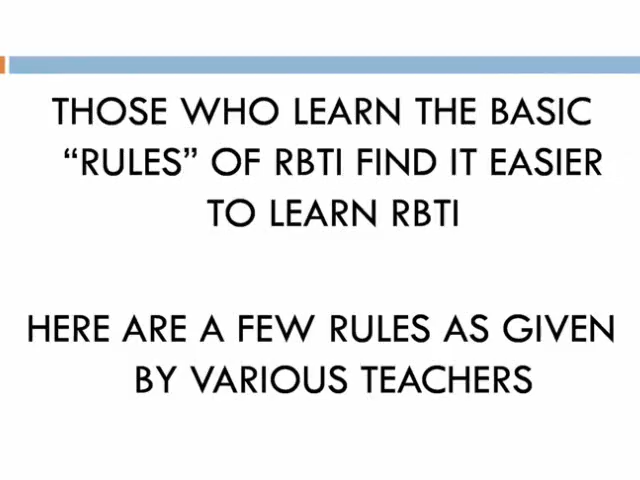 THOSE WHO LEARN THE BASIC
“RULES” OF RBTI FIND IT EASIER
TO LEARN RBTI
HERE ARE A FEW RULES AS GIVEN
BY VARIOUS TEACHERS